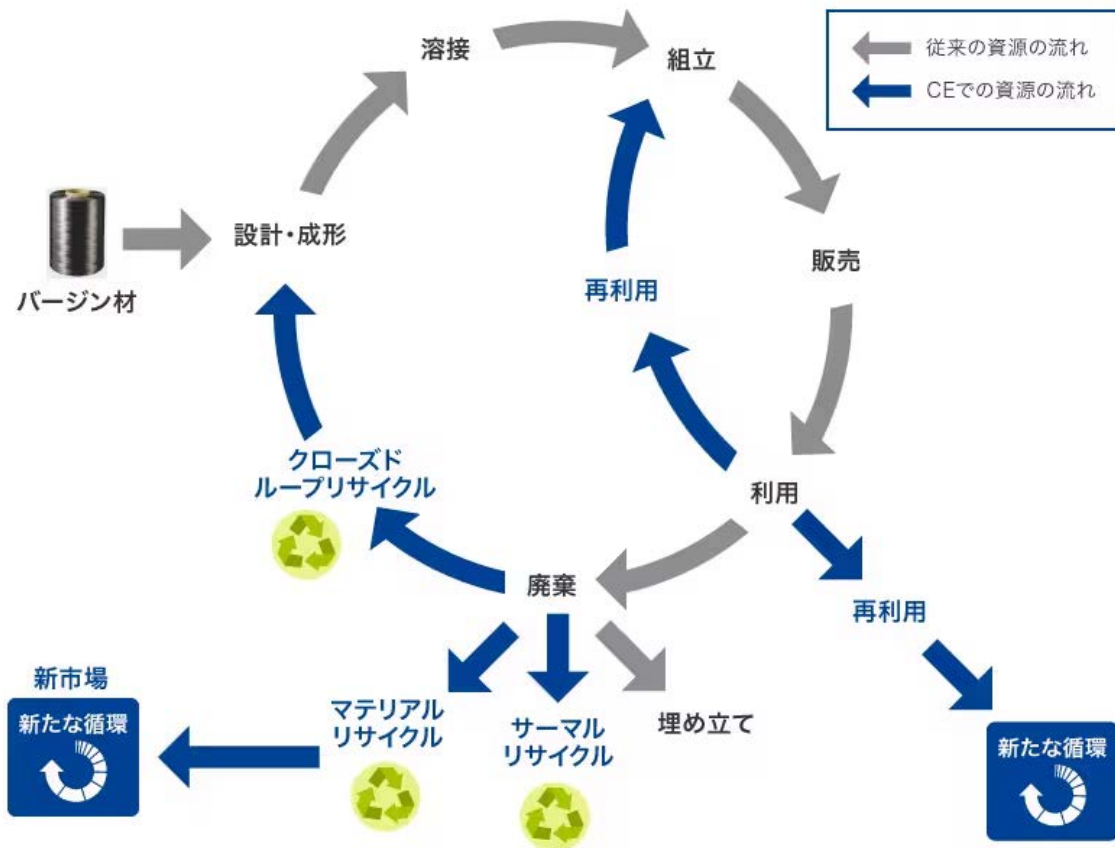 従来の資源の流れ
CEでの資源の流れ
溶接
組立
設計・成形
販売
バージン材
再利用
クローズド
ループリサイクル
利用
廃棄
再利用
新市場
新たな循環
マテリアル
リサイクル
サーマル
リサイクル
埋め立て
新たな循環